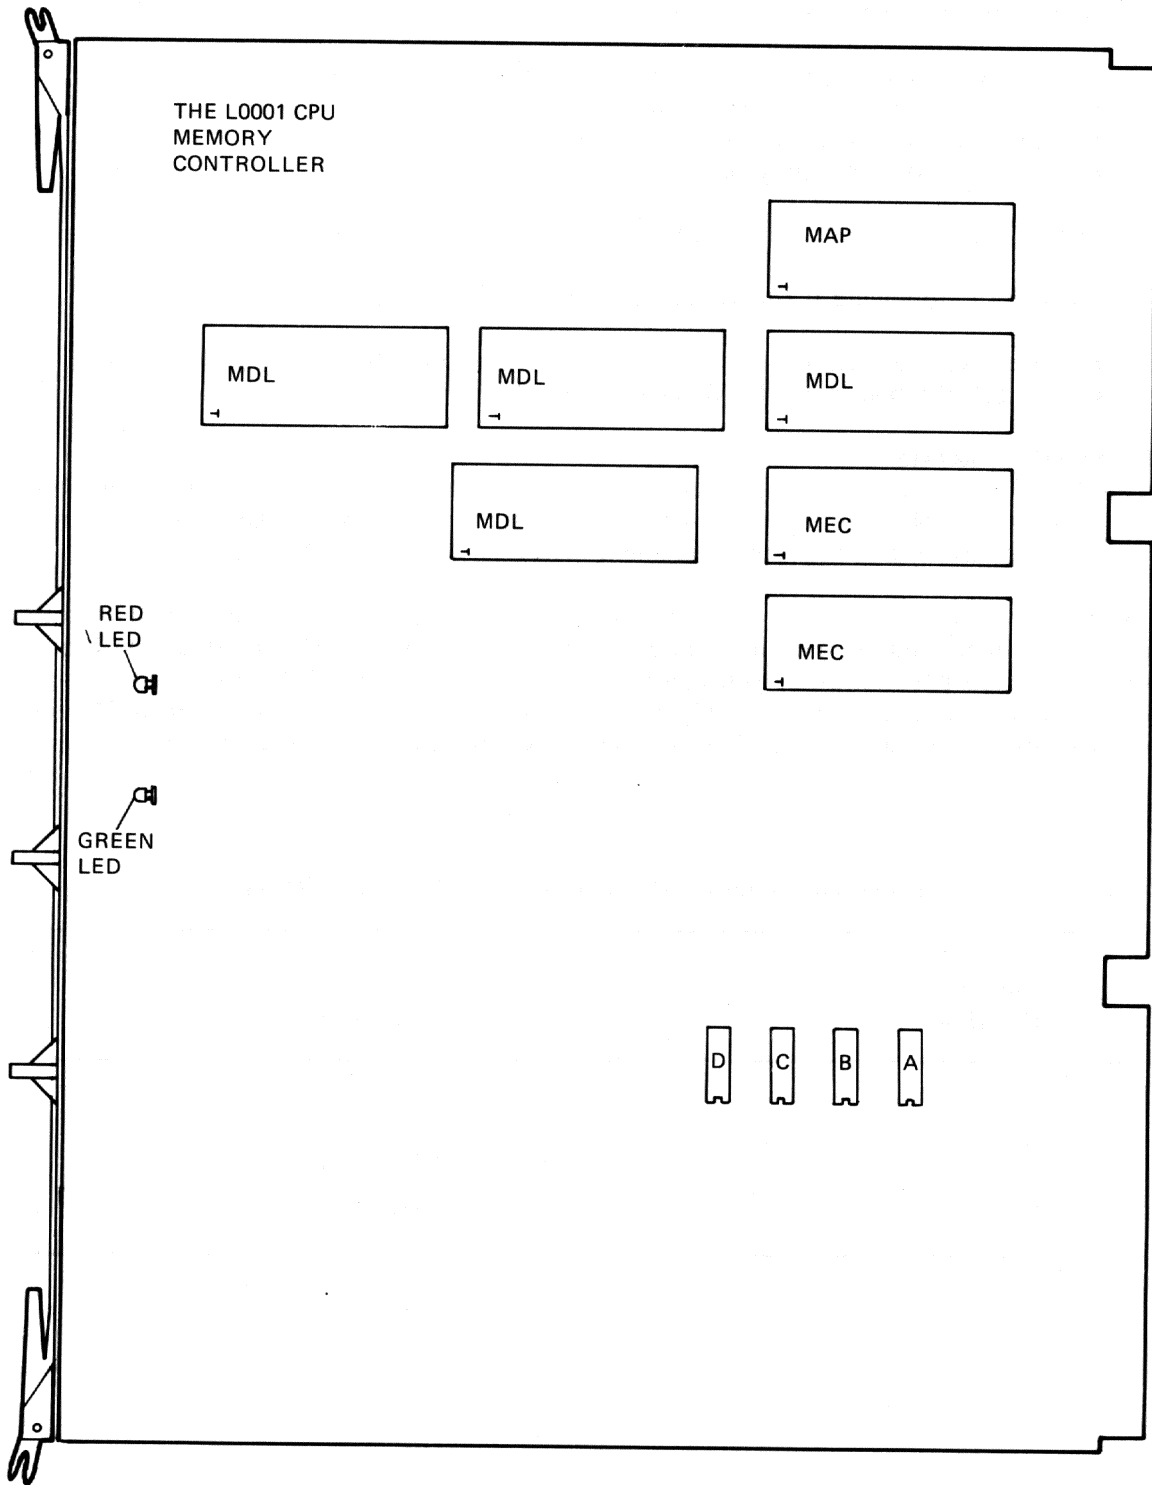 THE L0001 CPU
MEMORY
CONTROLLER
MAP
MDL
MDL
MDL
MDL
MEC
MEC
RED
LED
GREEN
LED
D
C
B
A